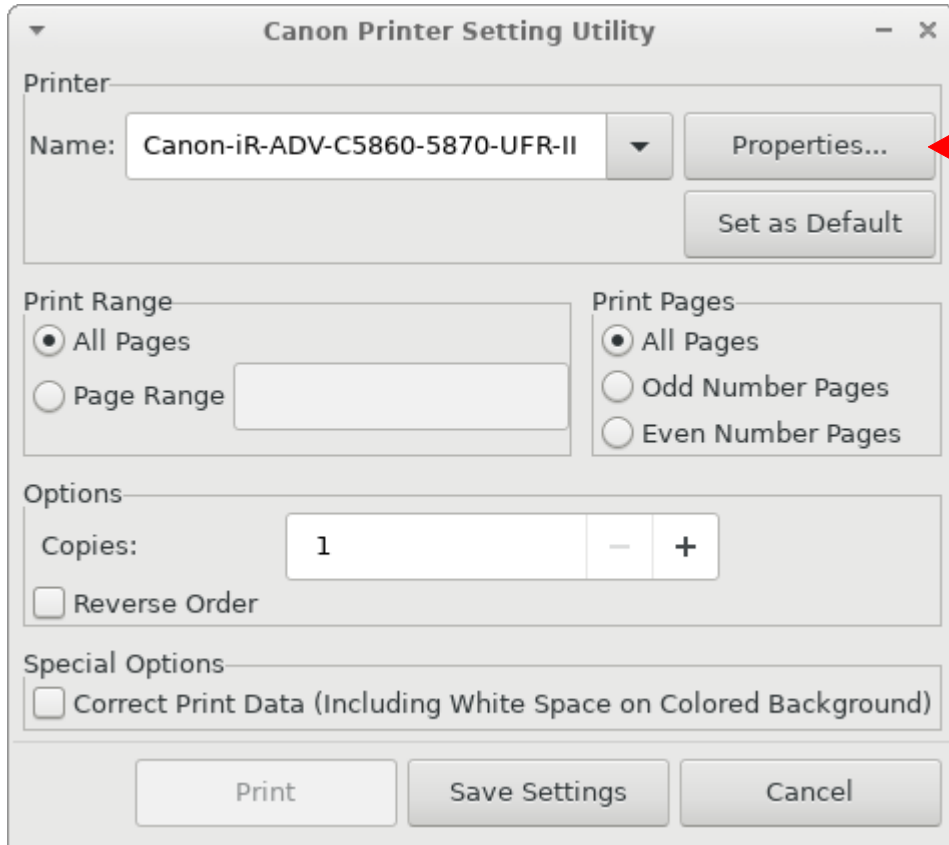 Canon Printer Setting Utility
Printer
Name: Canon-iR-ADV-C5860-5870-UFR-II Properties...
Set as Default
Print Range
All Pages
Page Range
Print Pages
All Pages
Odd Number Pages
Even Number Pages
Options
Copies: 1 − +
Reverse Order
Special Options
Correct Print Data (Including White Space on Colored Background)
Print Save Settings Cancel